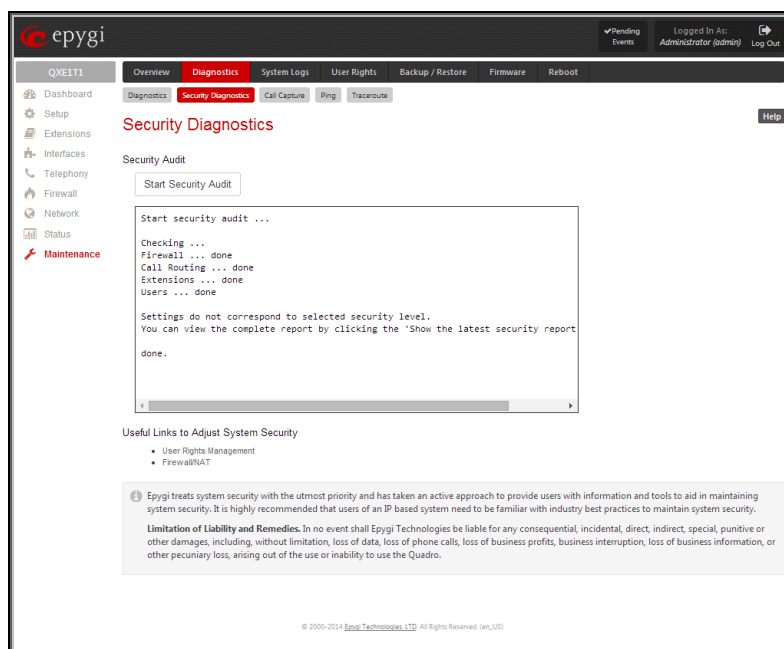 epygi
Pending
Events
Logged In As:
Administrator (admin)
Log Out
QXE1T1
Overview
Diagnostics
System Logs
User Rights
Backup / Restore
Firmware
Reboot
Dashboard
Setup
Extensions
Interfaces
Telephony
Firewall
Network
Status
Maintenance
Diagnostics
Security Diagnostics
Call Capture
Ping
Traceroute
Security Diagnostics
Help
Security Audit
Start Security Audit
Start security audit ...
Checking ...
Firewall ... done
Call Routing ... done
Extensions ... done
Users ... done
Settings do not correspond to selected security level.
You can view the complete report by clicking the 'Show the latest security report
done.
Useful Links to Adjust System Security
User Rights Management
Firewall/NAT
Epygi treats system security with the utmost priority and has taken an active approach to provide users with information and tools to aid in maintaining
system security. It is highly recommended that users of an IP based system need to be familiar with industry best practices to maintain system security.
Limitation of Liability and Remedies. In no event shall Epygi Technologies be liable for any consequential, incidental, direct, indirect, special, punitive or
other damages, including, without limitation, loss of data, loss of phone calls, loss of business profits, business interruption, loss of business information, or
other pecuniary loss, arising out of the use or inability to use the Quadro.
© 2000-2014 Epygi Technologies, LTD. All Rights Reserved. (en_US)